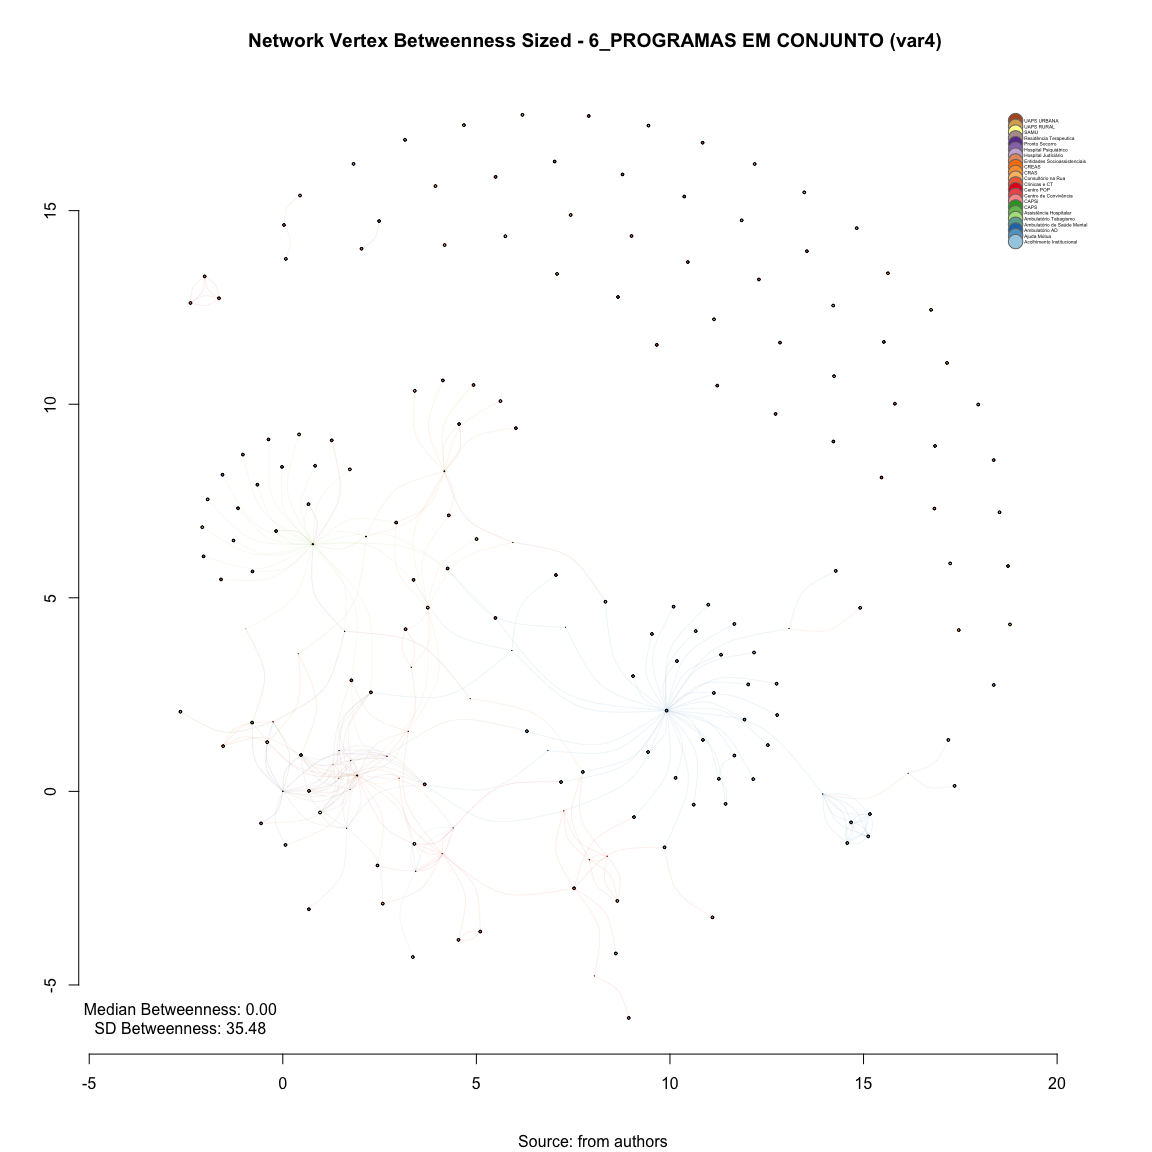 Network Vertex Betweenness Sized - 6_PROGRAMAS EM CONJUNTO (var4)
UAPS URBANA
UAPS RURAL
SAMU
Residência Terapeutica
Pronto Socorro
Hospital Psiquiátrico
Hospital Judiciário
Entidades Socioassistenciais
CREAS
CRAS
Consultório na Rua
Clínicas e CT
Centro POP
Centro de Convivência
CAPSi
CAPS
Assistência Hospitalar
Ambulatório Tabagismo
Ambulatório de Saúde Mental
Ambulatório AD
Ajuda Mútua
Acolhimento Institucional
15
10
5
0
-5
Median Betweenness: 0.00
SD Betweenness: 35.48
-5 0 5 10 15 20
Source: from authors